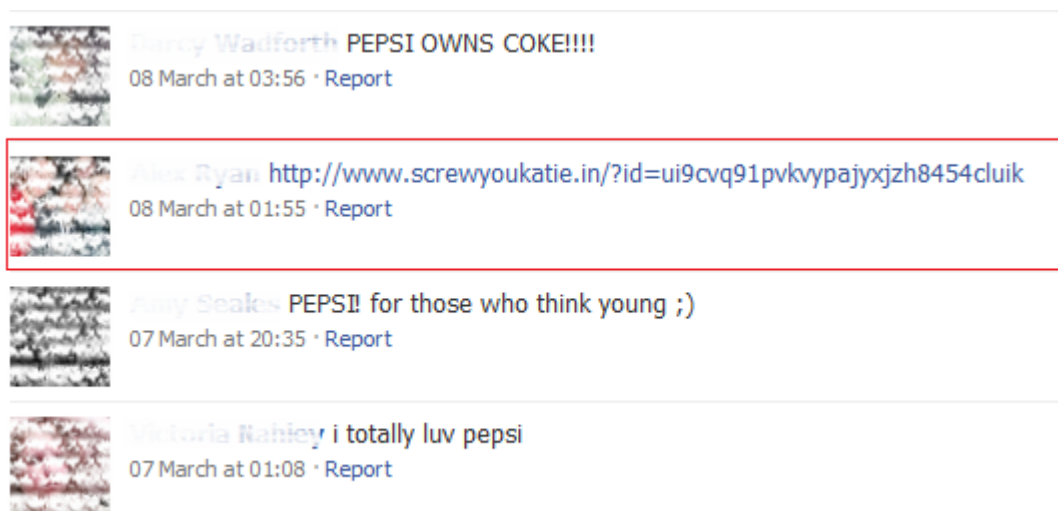 PEPSI OWNS COKE!!!!
08 March at 03:56 · Report
http://www.screwyoukatie.in/?id=ui9cvq91pvkvypajyxjzh8454cluik
08 March at 01:55 · Report
PEPSI! for those who think young ;)
07 March at 20:35 · Report
i totally luv pepsi
07 March at 01:08 · Report